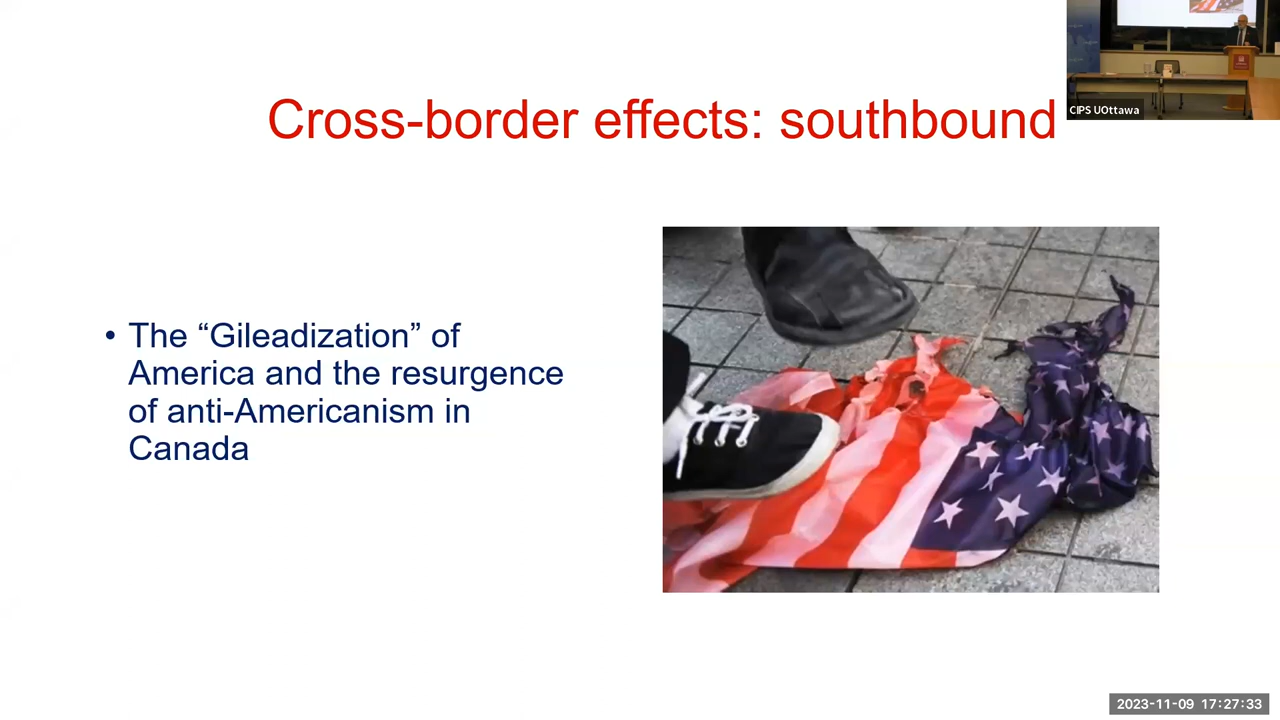 Cross-border effects: southbound
CIPS UOttawa
• The “Gileadization” of
America and the resurgence
of anti-Americanism in
Canada
2023-11-09 17:27:33